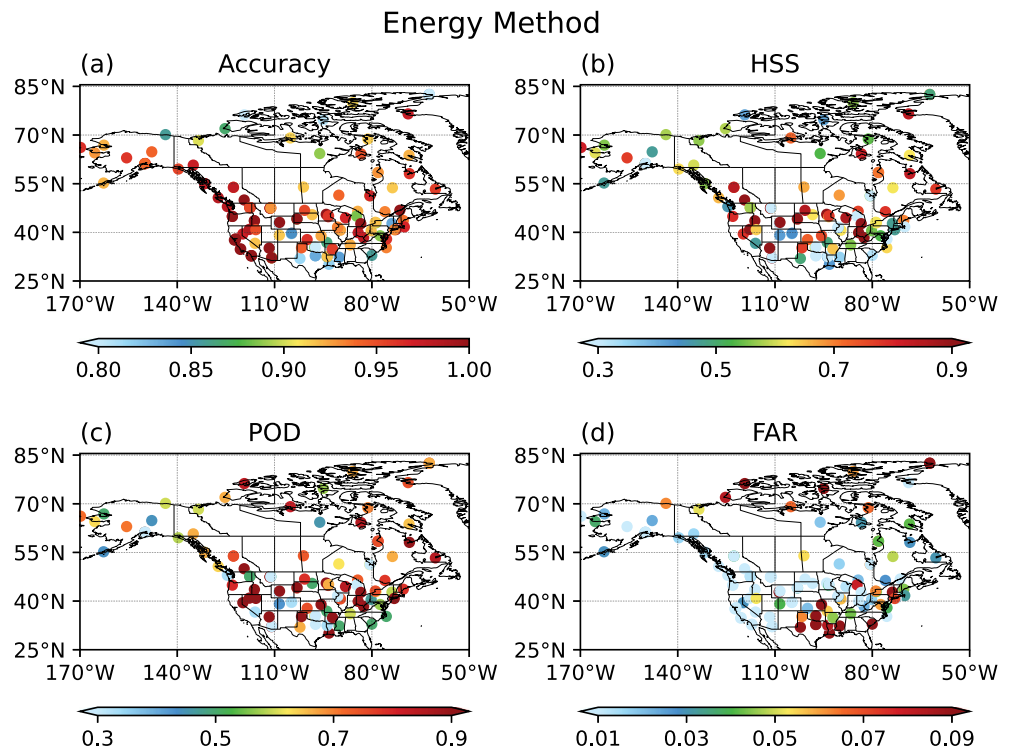 Energy Method
(a) Accuracy
(b) HSS
85°N
70°N
55°N
40°N
25°N
170°W 140°W 110°W 80°W 50°W
85°N
70°N
55°N
40°N
25°N
170°W 140°W 110°W 80°W 50°W
0.80 0.85 0.90 0.95 1.00
0.3 0.5 0.7 0.9
(c) POD
(d) FAR
85°N
70°N
55°N
40°N
25°N
170°W 140°W 110°W 80°W 50°W
85°N
70°N
55°N
40°N
25°N
170°W 140°W 110°W 80°W 50°W
0.3 0.5 0.7 0.9
0.01 0.03 0.05 0.07 0.09